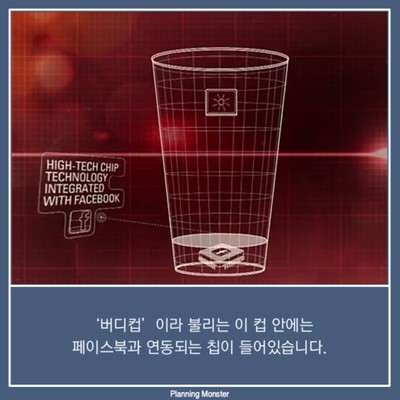 HIGH-TECH CHIP
TECHNOLOGY
INTEGRATED
WITH FACEBOOK
f
‘버디컵’ 이라 불리는 이 컵 안에는
페이스북과 연동되는 칩이 들어있습니다.
Planning Monster